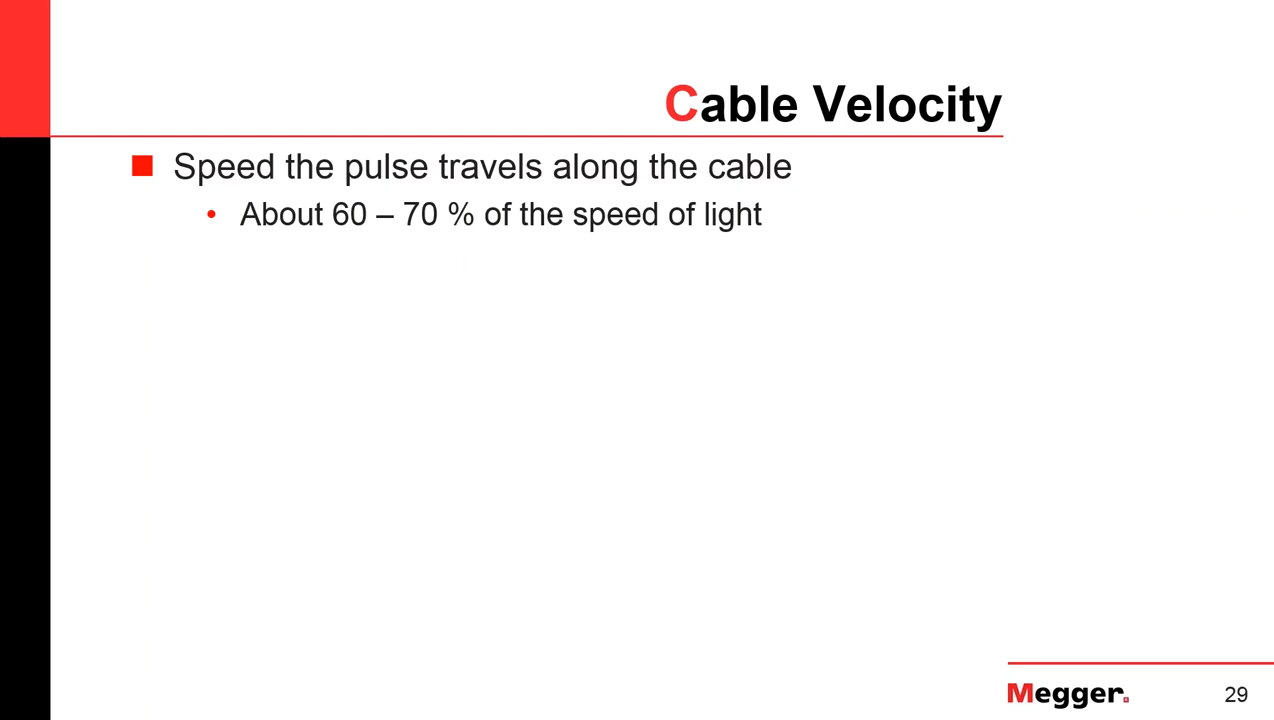 Cable Velocity
Speed the pulse travels along the cable
• About 60 – 70 % of the speed of light
Megger.
29